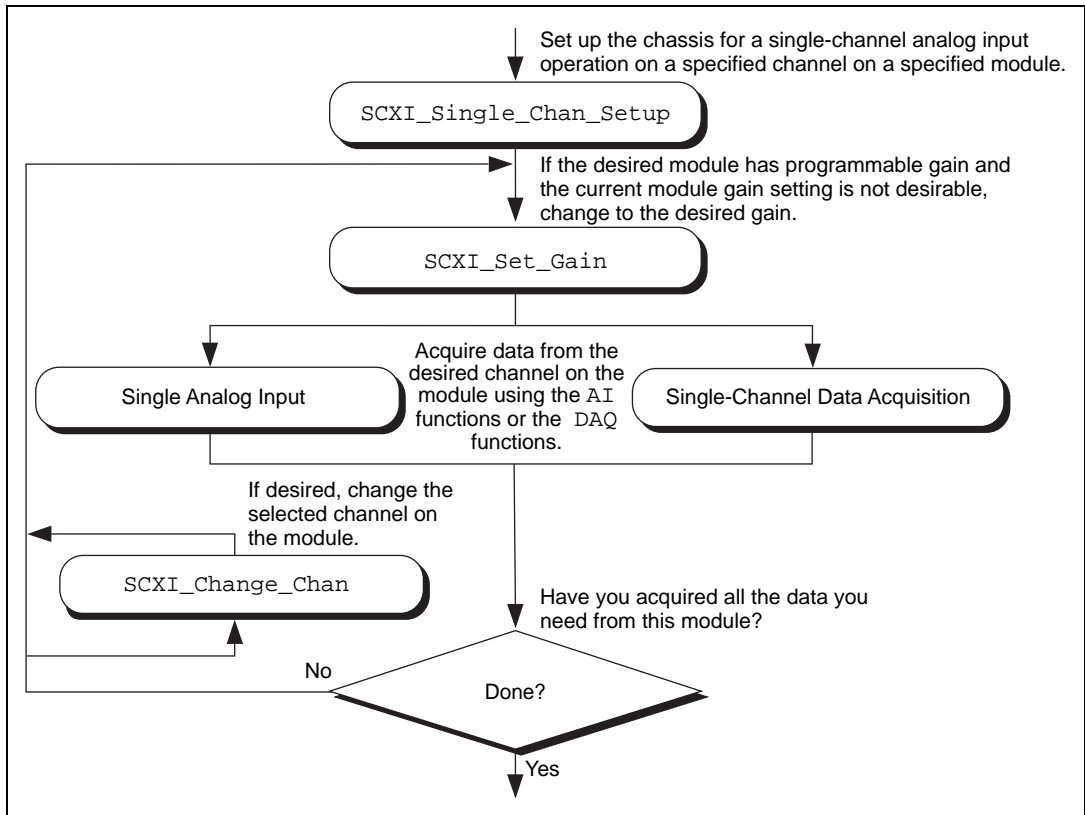 Set up the chassis for a single-channel analog input
operation on a specified channel on a specified module.
SCXI_Single_Chan_Setup
If the desired module has programmable gain and
the current module gain setting is not desirable,
change to the desired gain.
SCXI_Set_Gain
Single Analog Input
Acquire data from the
desired channel on the
module using the AI
functions or the DAQ
functions.
Single-Channel Data Acquisition
If desired, change the
selected channel on
the module.
SCXI_Change_Chan
Have you acquired all the data you
need from this module?
No
Done?
Yes